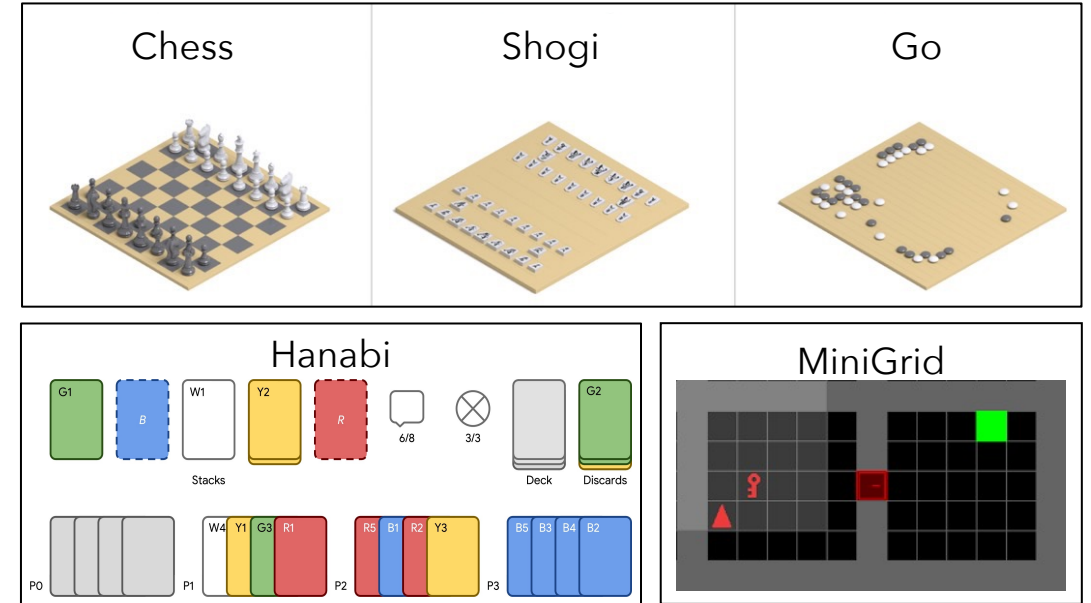 Chess
Shogi
Go
Hanabi
G1
B
W1
Y2
R
6/8
3/3
G2
Stacks
Deck
Discards
P0
P1
W4
Y1
G3
R1
P2
R5
B1
R2
Y3
P3
B5
B3
B4
B2
MiniGrid